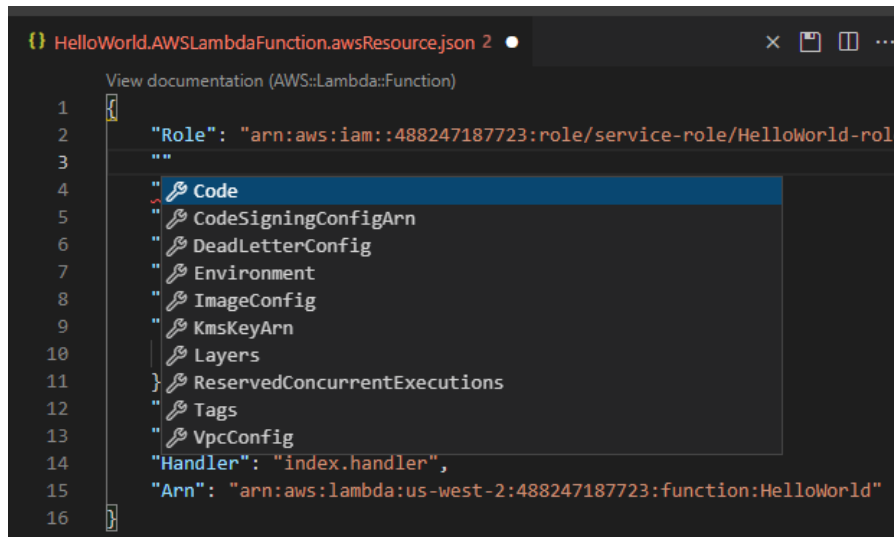 {} HelloWorld.AWSLambdaFunction.awsResource.json 2 ●
View documentation (AWS::Lambda::Function)
1 {
2 "Role": "arn:aws:iam::488247187723:role/service-role/HelloWorld-rol
3 ""
4 "
Code
5 "
CodeSigningConfigArn
6 "
DeadLetterConfig
7 "
Environment
8 "
ImageConfig
9 "
KmsKeyArn
10
Layers
11 }
ReservedConcurrentExecutions
12 "
Tags
13 "
VpcConfig
14 "Handler": "index.handler",
15 "Arn": "arn:aws:lambda:us-west-2:488247187723:function:HelloWorld"
16 }